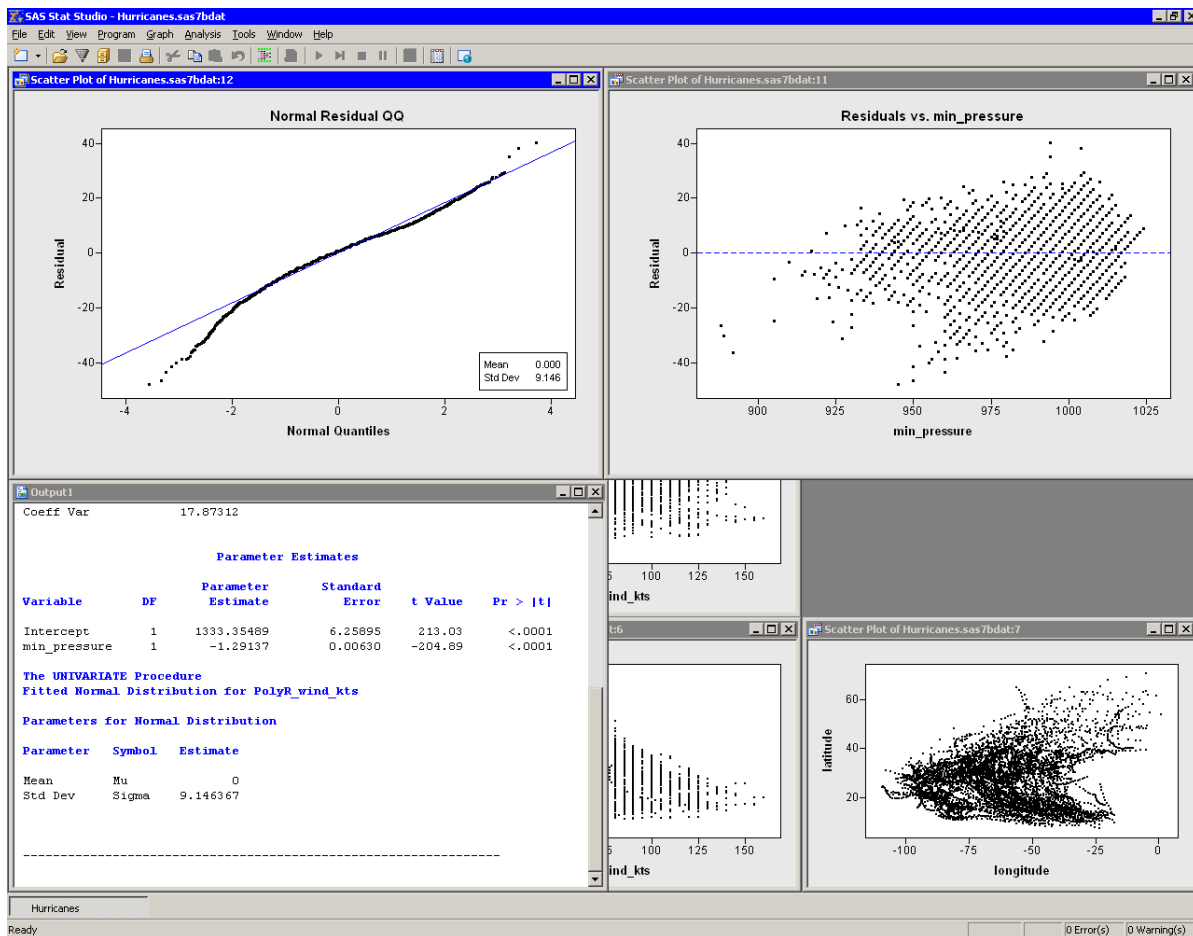 SAS Stat Studio - Hurricanes.sas7bdat
File Edit View Program Graph Analysis Tools Window Help
Scatter Plot of Hurricanes.sas7bdat:12
Normal Residual QQ
40
20
0
-20
-40
Residual
Mean 0.000
Std Dev 9.146
-4 -2 0 2 4
Normal Quantiles
Scatter Plot of Hurricanes.sas7bdat:11
Residuals vs. min_pressure
40
20
0
-20
-40
Residual
900 925 950 975 1000 1025
min_pressure
Output1
Coeff Var 17.87312
Parameter Estimates
Parameter Standard
Variable DF Estimate Error t Value Pr > |t|
Intercept 1 1333.35489 6.25895 213.03 <.0001
min_pressure 1 -1.29137 0.00630 -204.89 <.0001
The UNIVARIATE Procedure
Fitted Normal Distribution for PolyR_wind_kts
Parameters for Normal Distribution
Parameter Symbol Estimate
Mean Mu 0
Std Dev Sigma 9.146367
100 125 150
ind_kts
t:6
100 125 150
ind_kts
Scatter Plot of Hurricanes.sas7bdat:7
60
40
20
latitude
-100 -75 -50 -25 0
longitude
Hurricanes
Ready 0 Error(s) 0 Warning(s)